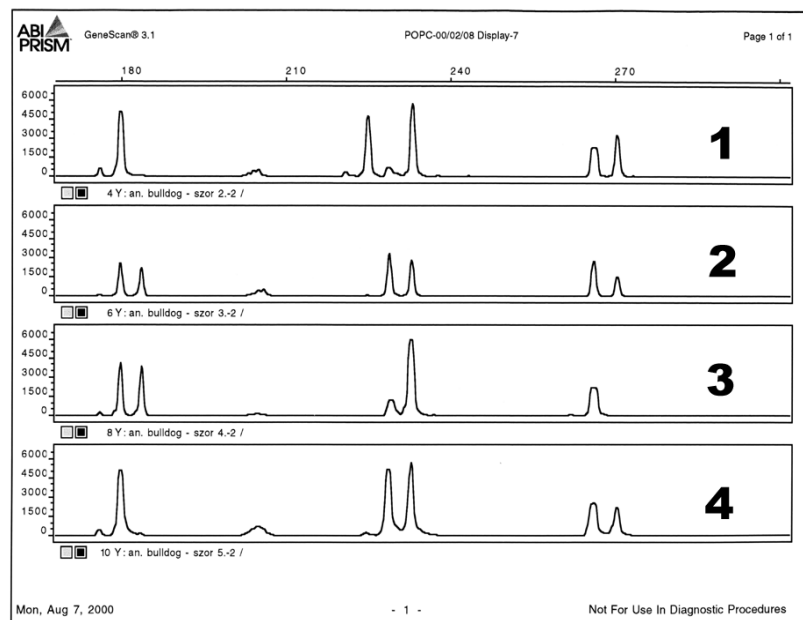 ABI
PRISM
GeneScan® 3.1 POPC-00/02/08 Display-7 Page 1 of 1
180 210 240 270
6000
4500
3000
1500
0
1
4 Y: an. bulldog - szor 2.-2 /
6000
4500
3000
1500
0
2
6 Y: an. bulldog - szor 3.-2 /
6000
4500
3000
1500
0
3
8 Y: an. bulldog - szor 4.-2 /
6000
4500
3000
1500
0
4
10 Y: an. bulldog - szor 5.-2 /
Mon, Aug 7, 2000 - 1 - Not For Use In Diagnostic Procedures